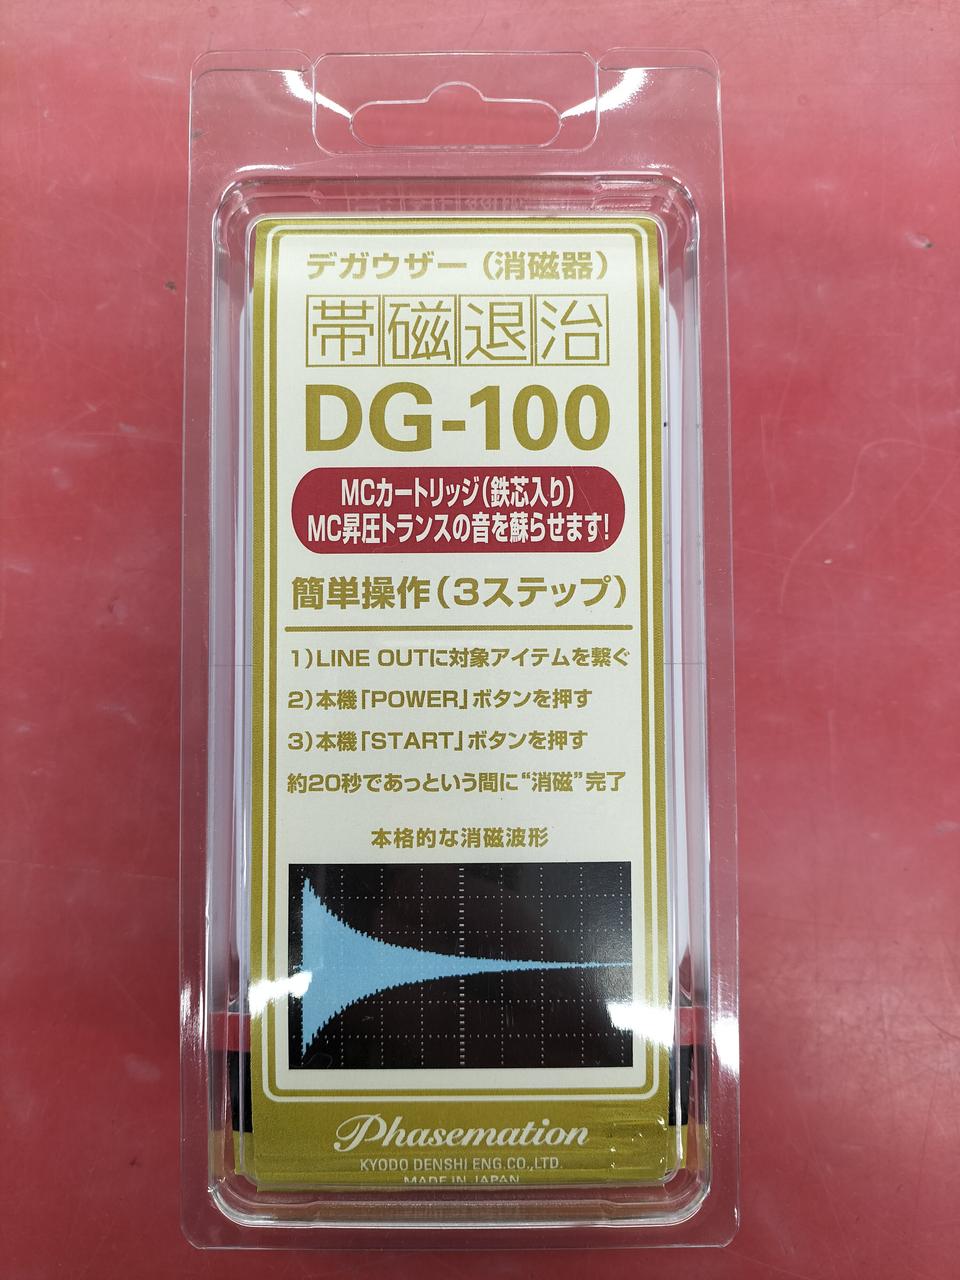 デガウザー（消磁器）
帯磁退治
DG-100
MCカートリッジ（鉄芯入り）
MC昇圧トランスの音を蘇らせます!
簡単操作（3ステップ）
1）LINE OUTに対象アイテムを繋ぐ
2）本機「POWER」ボタンを押す
3）本機「START」ボタンを押す
約20秒であっという間に“消磁”完了
本格的な消磁波形
Phasemation
KYODO DENSHI ENG.CO.,LTD.
MADE IN JAPAN